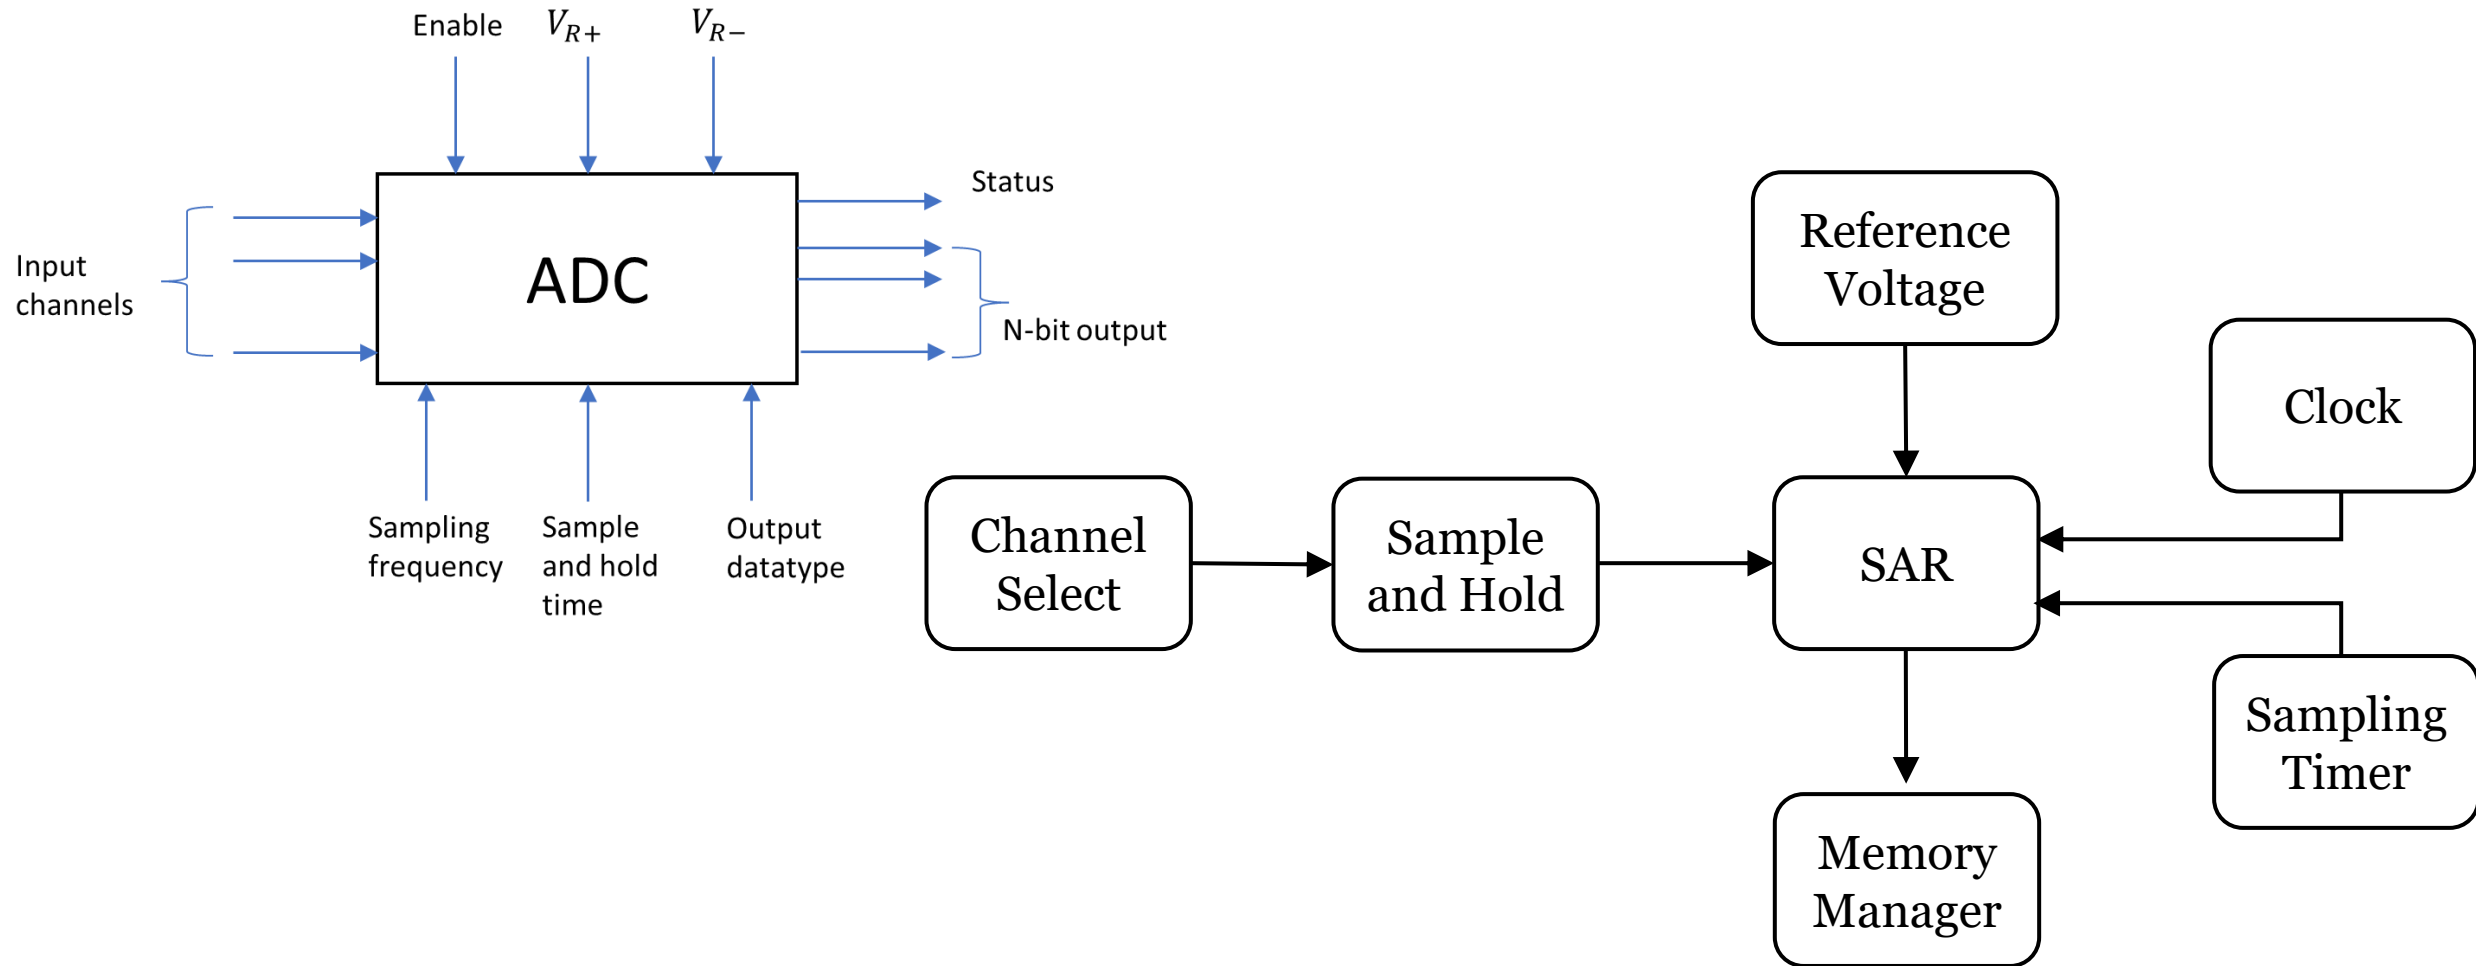 Enable
V_{R+}
V_{R−}
Status
Input
channels
ADC
N-bit output
Sampling
frequency
Sample
and hold
time
Output
datatype
Reference
Voltage
Clock
Channel
Select
Sample
and Hold
SAR
Sampling
Timer
Memory
Manager